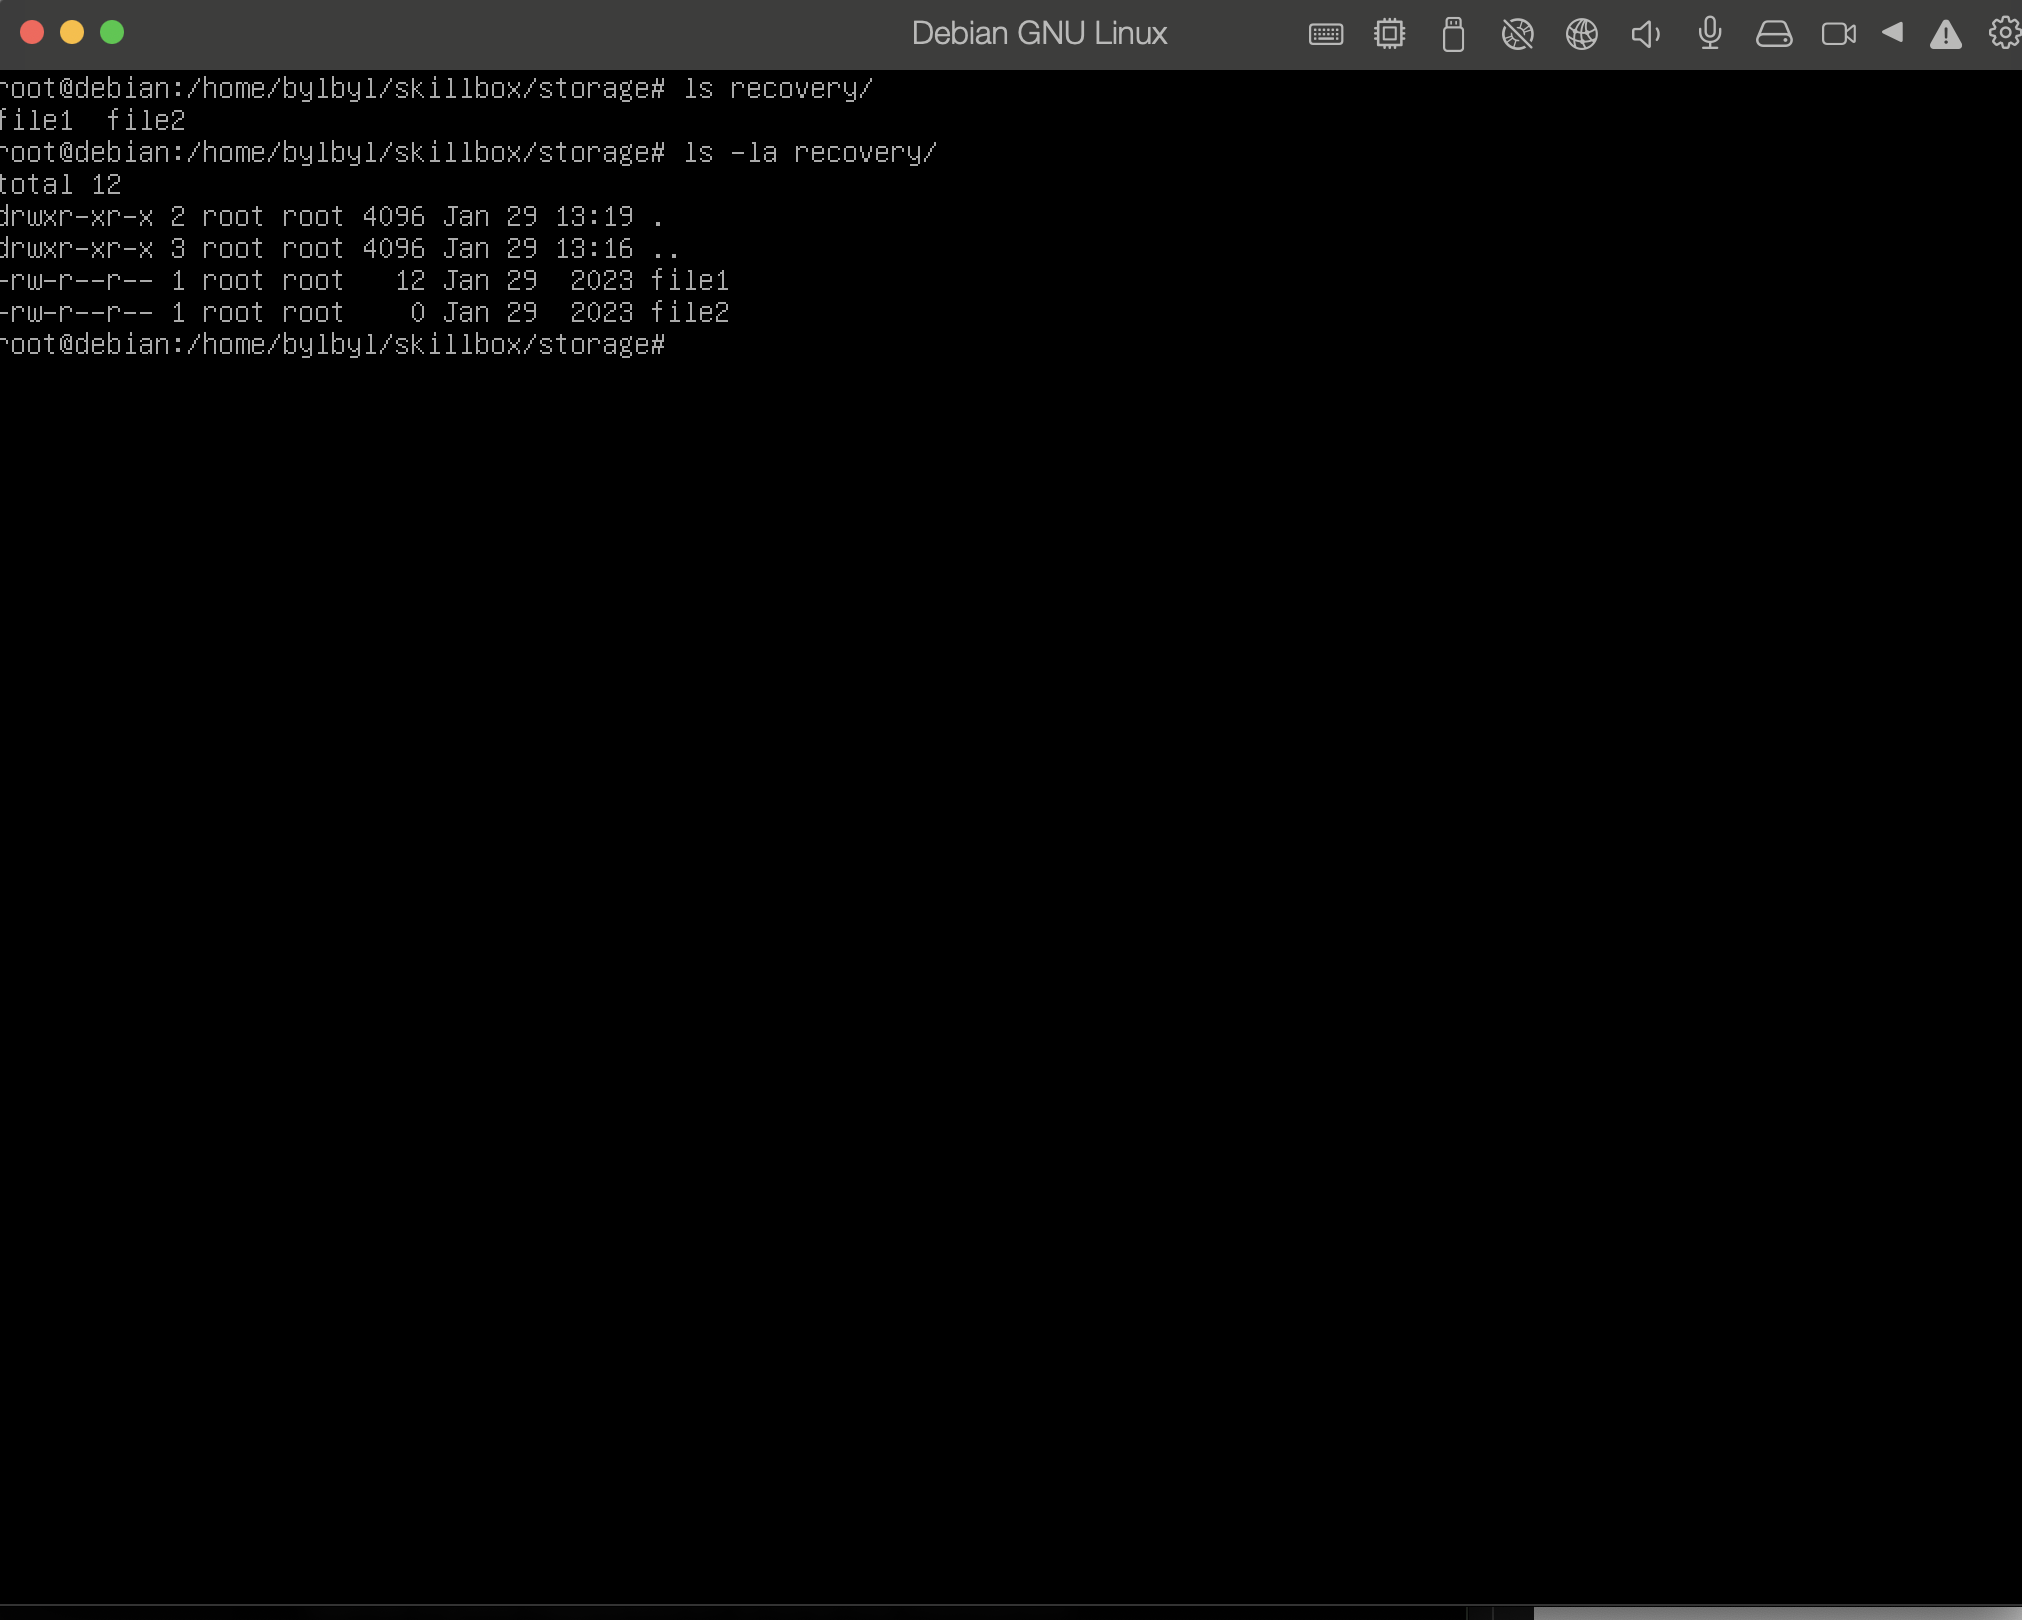 Debian GNU Linux
root@debian:/home/bylbyl/skillbox/storage# ls recovery/
file1  file2
root@debian:/home/bylbyl/skillbox/storage# ls -la recovery/
total 12
drwxr-xr-x 2 root root 4096 Jan 29 13:19 .
drwxr-xr-x 3 root root 4096 Jan 29 13:16 ..
-rw-r--r-- 1 root root   12 Jan 29  2023 file1
-rw-r--r-- 1 root root    0 Jan 29  2023 file2
root@debian:/home/bylbyl/skillbox/storage#